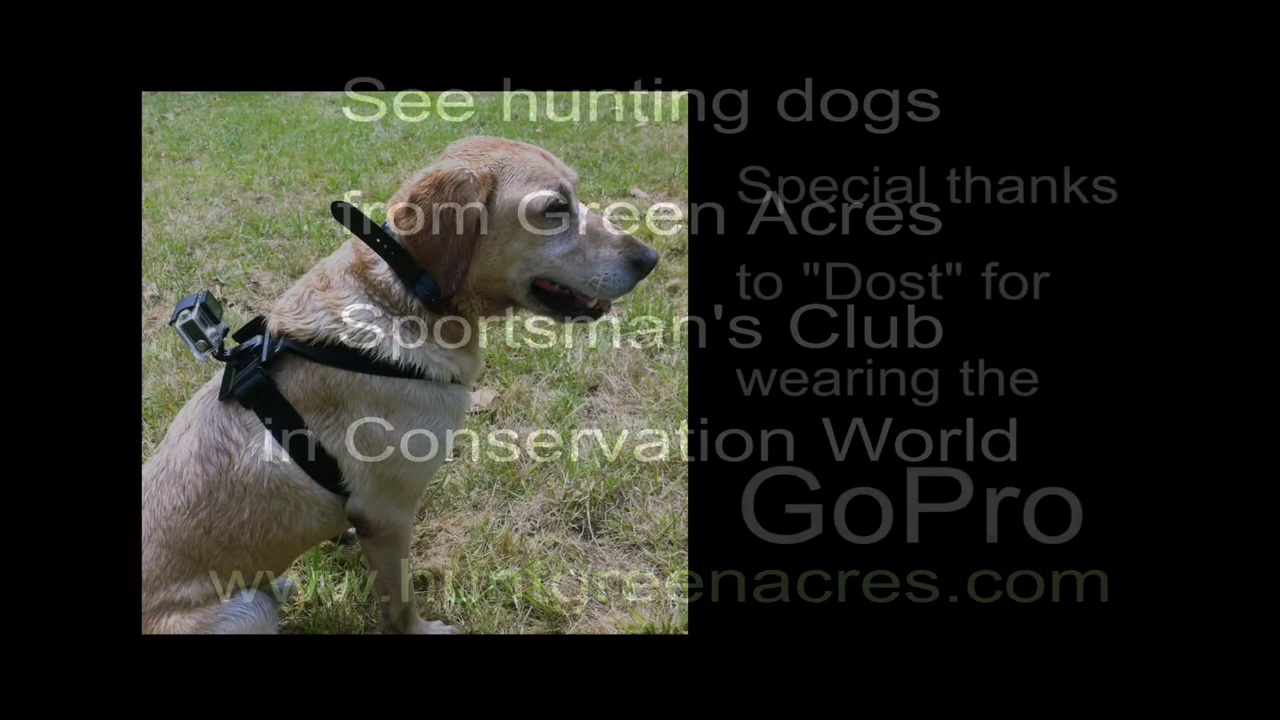 See hunting dogs
from Green Acres
Sportsman's Club
in Conservation World
www.huntgreenacres.com
Special thanks
to "Dost" for
wearing the
GoPro